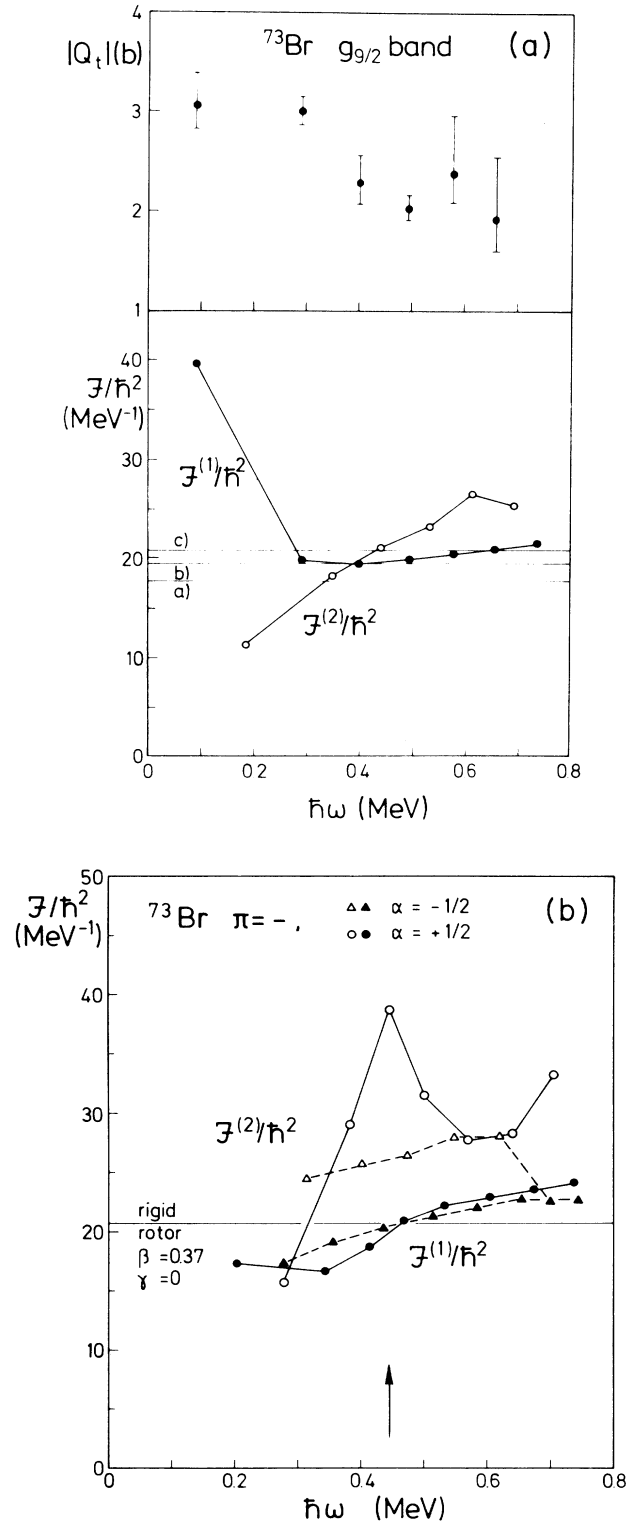 ⁷³Br g₉/₂ band (a)
|Qₜ|(b)
4
3
2
1
40
ℱ/ħ²
(MeV⁻¹)
30
ℱ⁽¹⁾/ħ²
c)
20
b)
a)
ℱ⁽²⁾/ħ²
10
0
0 0.2 0.4 0.6 0.8
ħω (MeV)
50
ℱ/ħ²
(MeV⁻¹)
⁷³Br π = - , △▲ α = -1/2 (b)
○● α = +1/2
40
30
ℱ⁽²⁾/ħ²
rigid
20
rotor
β = 0.37
γ = 0
ℱ⁽¹⁾/ħ²
10
0
0 0.2 0.4 0.6 0.8
ħω (MeV)